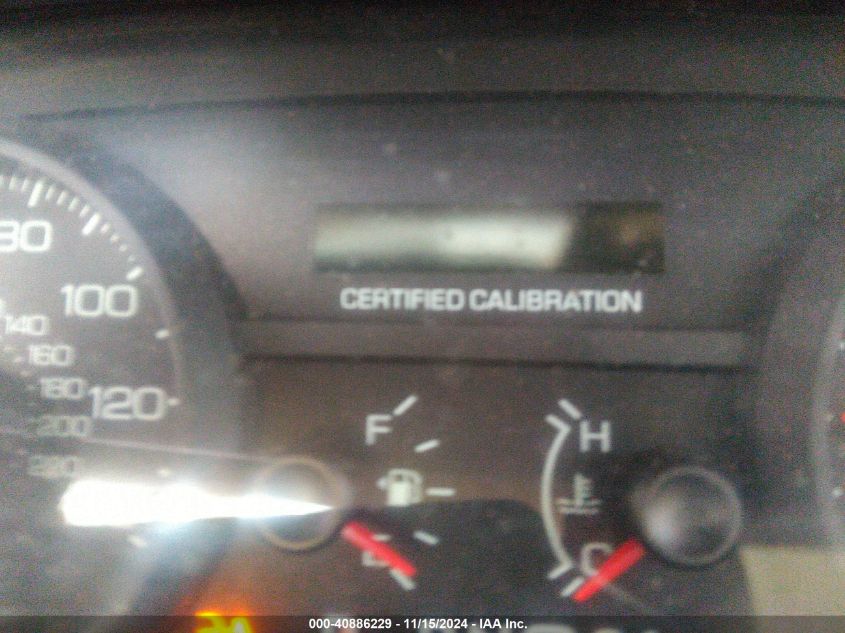 80
100
120
140
160
180
200
220
CERTIFIED CALIBRATION
F
E
H
C
000-40886229 - 11/15/2024 - IAA Inc.